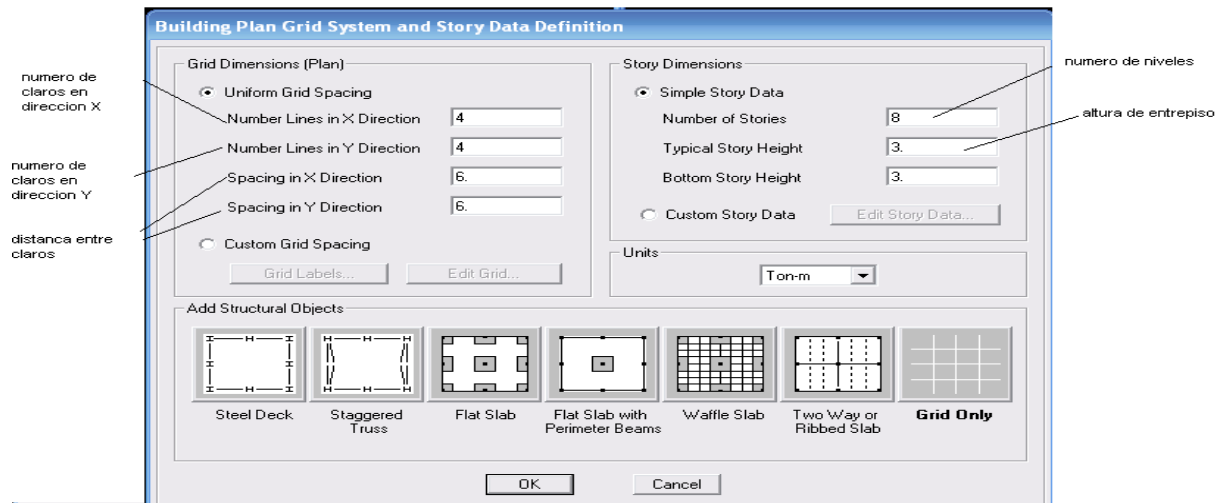 Building Plan Grid System and Story Data Definition
numero de
claros en
direccion X
numero de
claros en
direccion Y
distanca entre
claros
Grid Dimensions (Plan)
Uniform Grid Spacing
Number Lines in X Direction 4
Number Lines in Y Direction 4
Spacing in X Direction 6.
Spacing in Y Direction 6.
Custom Grid Spacing
Grid Labels... Edit Grid...
Story Dimensions
Simple Story Data
Number of Stories 8
Typical Story Height 3.
Bottom Story Height 3.
Custom Story Data Edit Story Data...
numero de niveles
altura de entrepiso
Units
Ton-m
Add Structural Objects
Steel Deck
Staggered
Truss
Flat Slab
Flat Slab with
Perimeter Beams
Waffle Slab
Two Way or
Ribbed Slab
Grid Only
OK Cancel